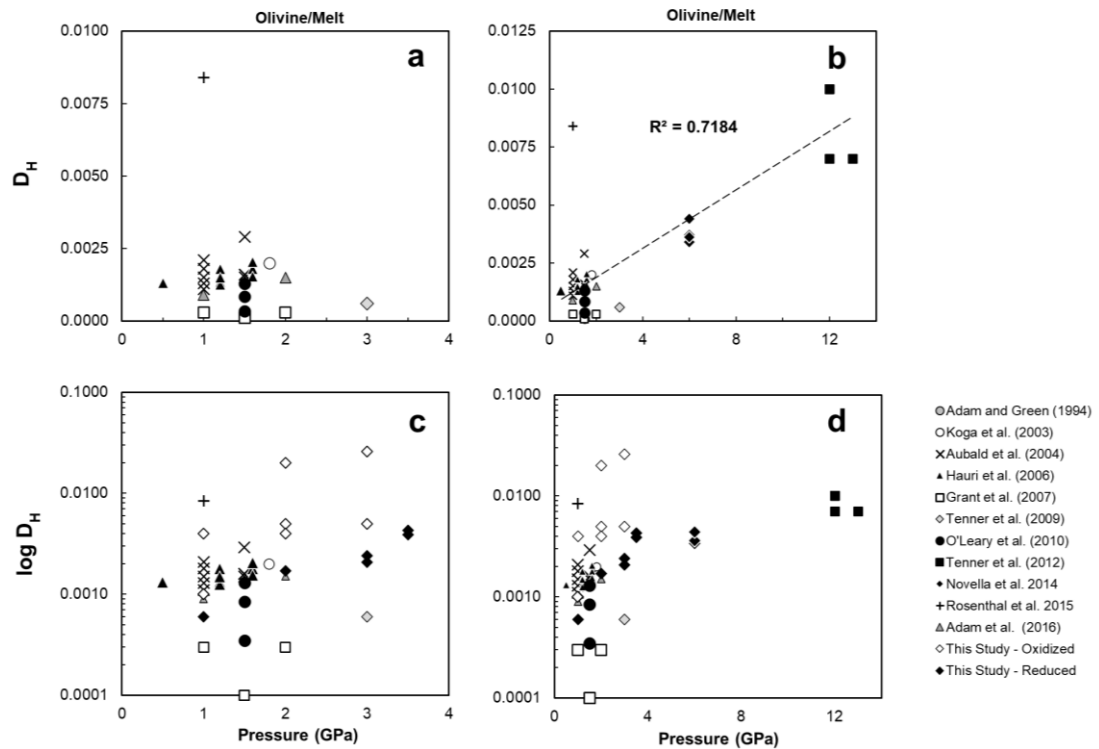 Olivine/Melt
a
0.0100
0.0075
0.0050
0.0025
0.0000
0 1 2 3 4
D_H
Olivine/Melt
b
R² = 0.7184
0.0125
0.0100
0.0075
0.0050
0.0025
0.0000
0 4 8 12
c
0.1000
0.0100
0.0010
0.0001
log D_H
0 1 2 3 4
Pressure (GPa)
d
0.1000
0.0100
0.0010
0.0001
0 3 6 9 12
Pressure (GPa)
Adam and Green (1994)
Koga et al. (2003)
Aubald et al. (2004)
Hauri et al. (2006)
Grant et al. (2007)
Tenner et al. (2009)
O'Leary et al. (2010)
Tenner et al. (2012)
Novella et al. 2014
Rosenthal et al. 2015
Adam et al. (2016)
This Study - Oxidized
This Study - Reduced